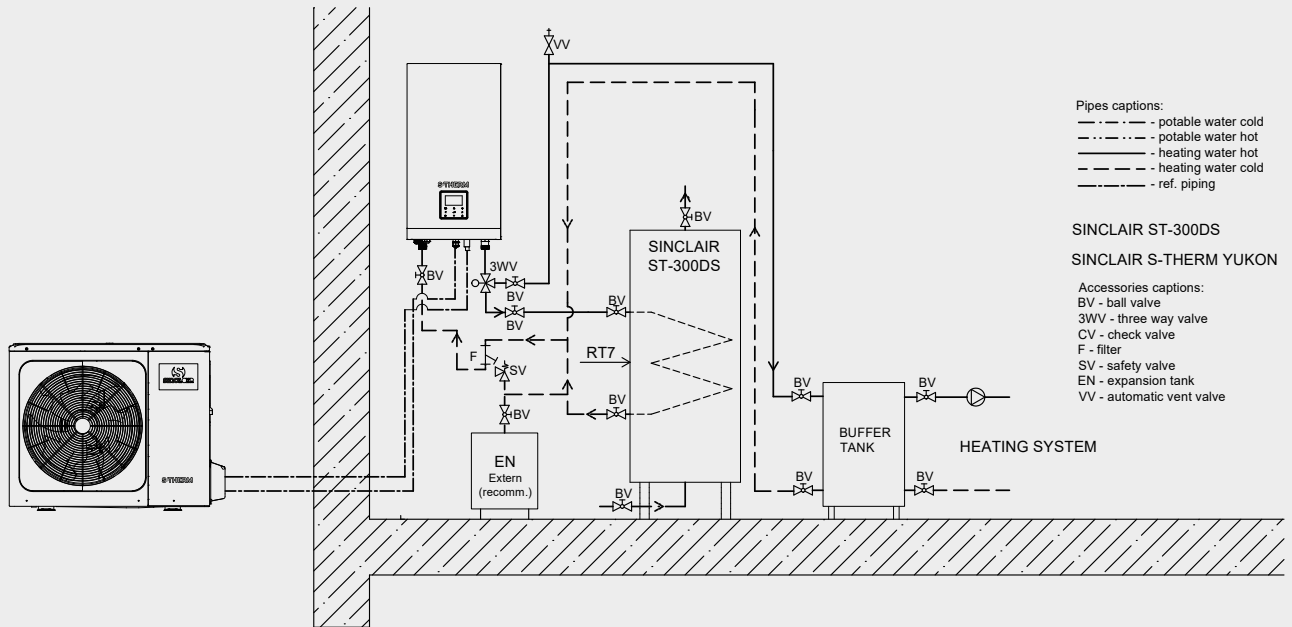 VV
S-THERM
BV
3WV
BV
BV
BV
F
SV
RT7
BV
BV
EN
Extern
(recomm.)
BV
SINCLAIR
ST-300DS
BV
BV
BV
BUFFER
TANK
BV
BV
HEATING SYSTEM
S-THERM
Pipes captions:
- potable water cold
- potable water hot
- heating water hot
- heating water cold
- ref. piping
SINCLAIR ST-300DS
SINCLAIR S-THERM YUKON
Accessories captions:
BV - ball valve
3WV - three way valve
CV - check valve
F - filter
SV - safety valve
EN - expansion tank
VV - automatic vent valve